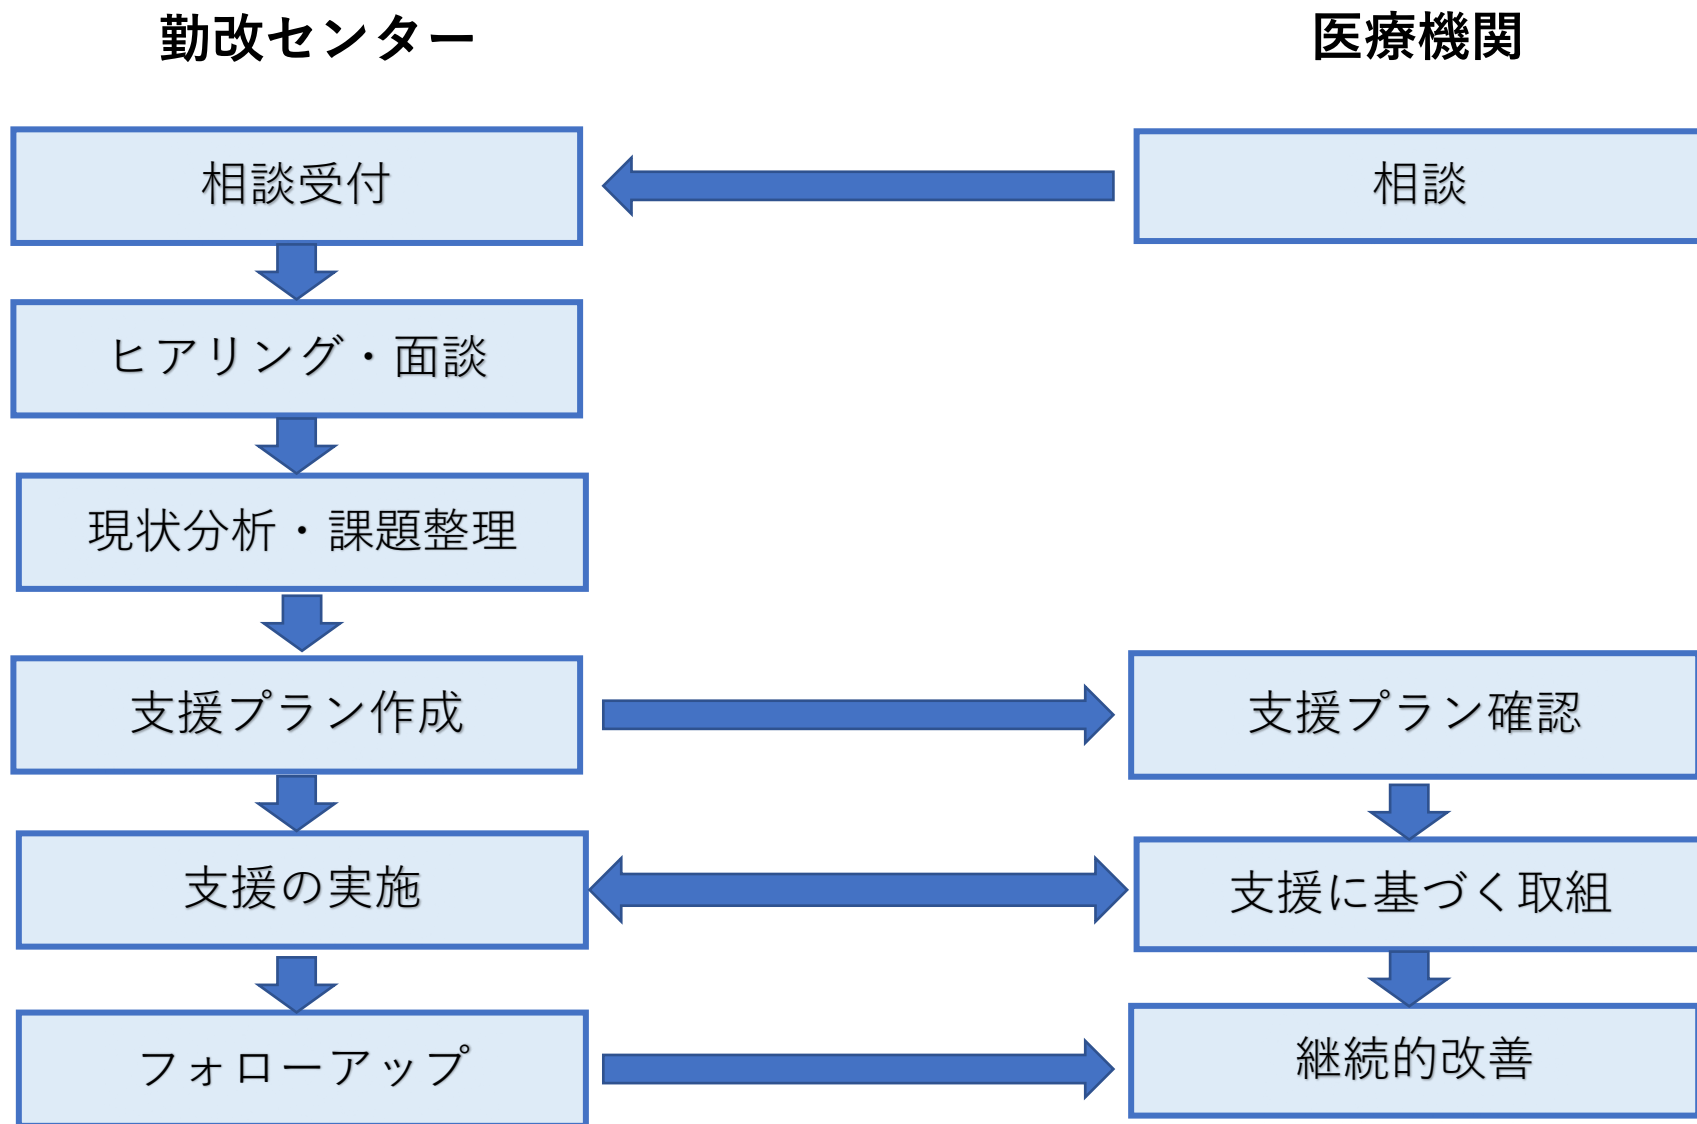 勤改センター
医療機関
相談受付
相談
ヒアリング・面談
現状分析・課題整理
支援プラン作成
支援プラン確認
支援の実施
支援に基づく取組
フォローアップ
継続的改善